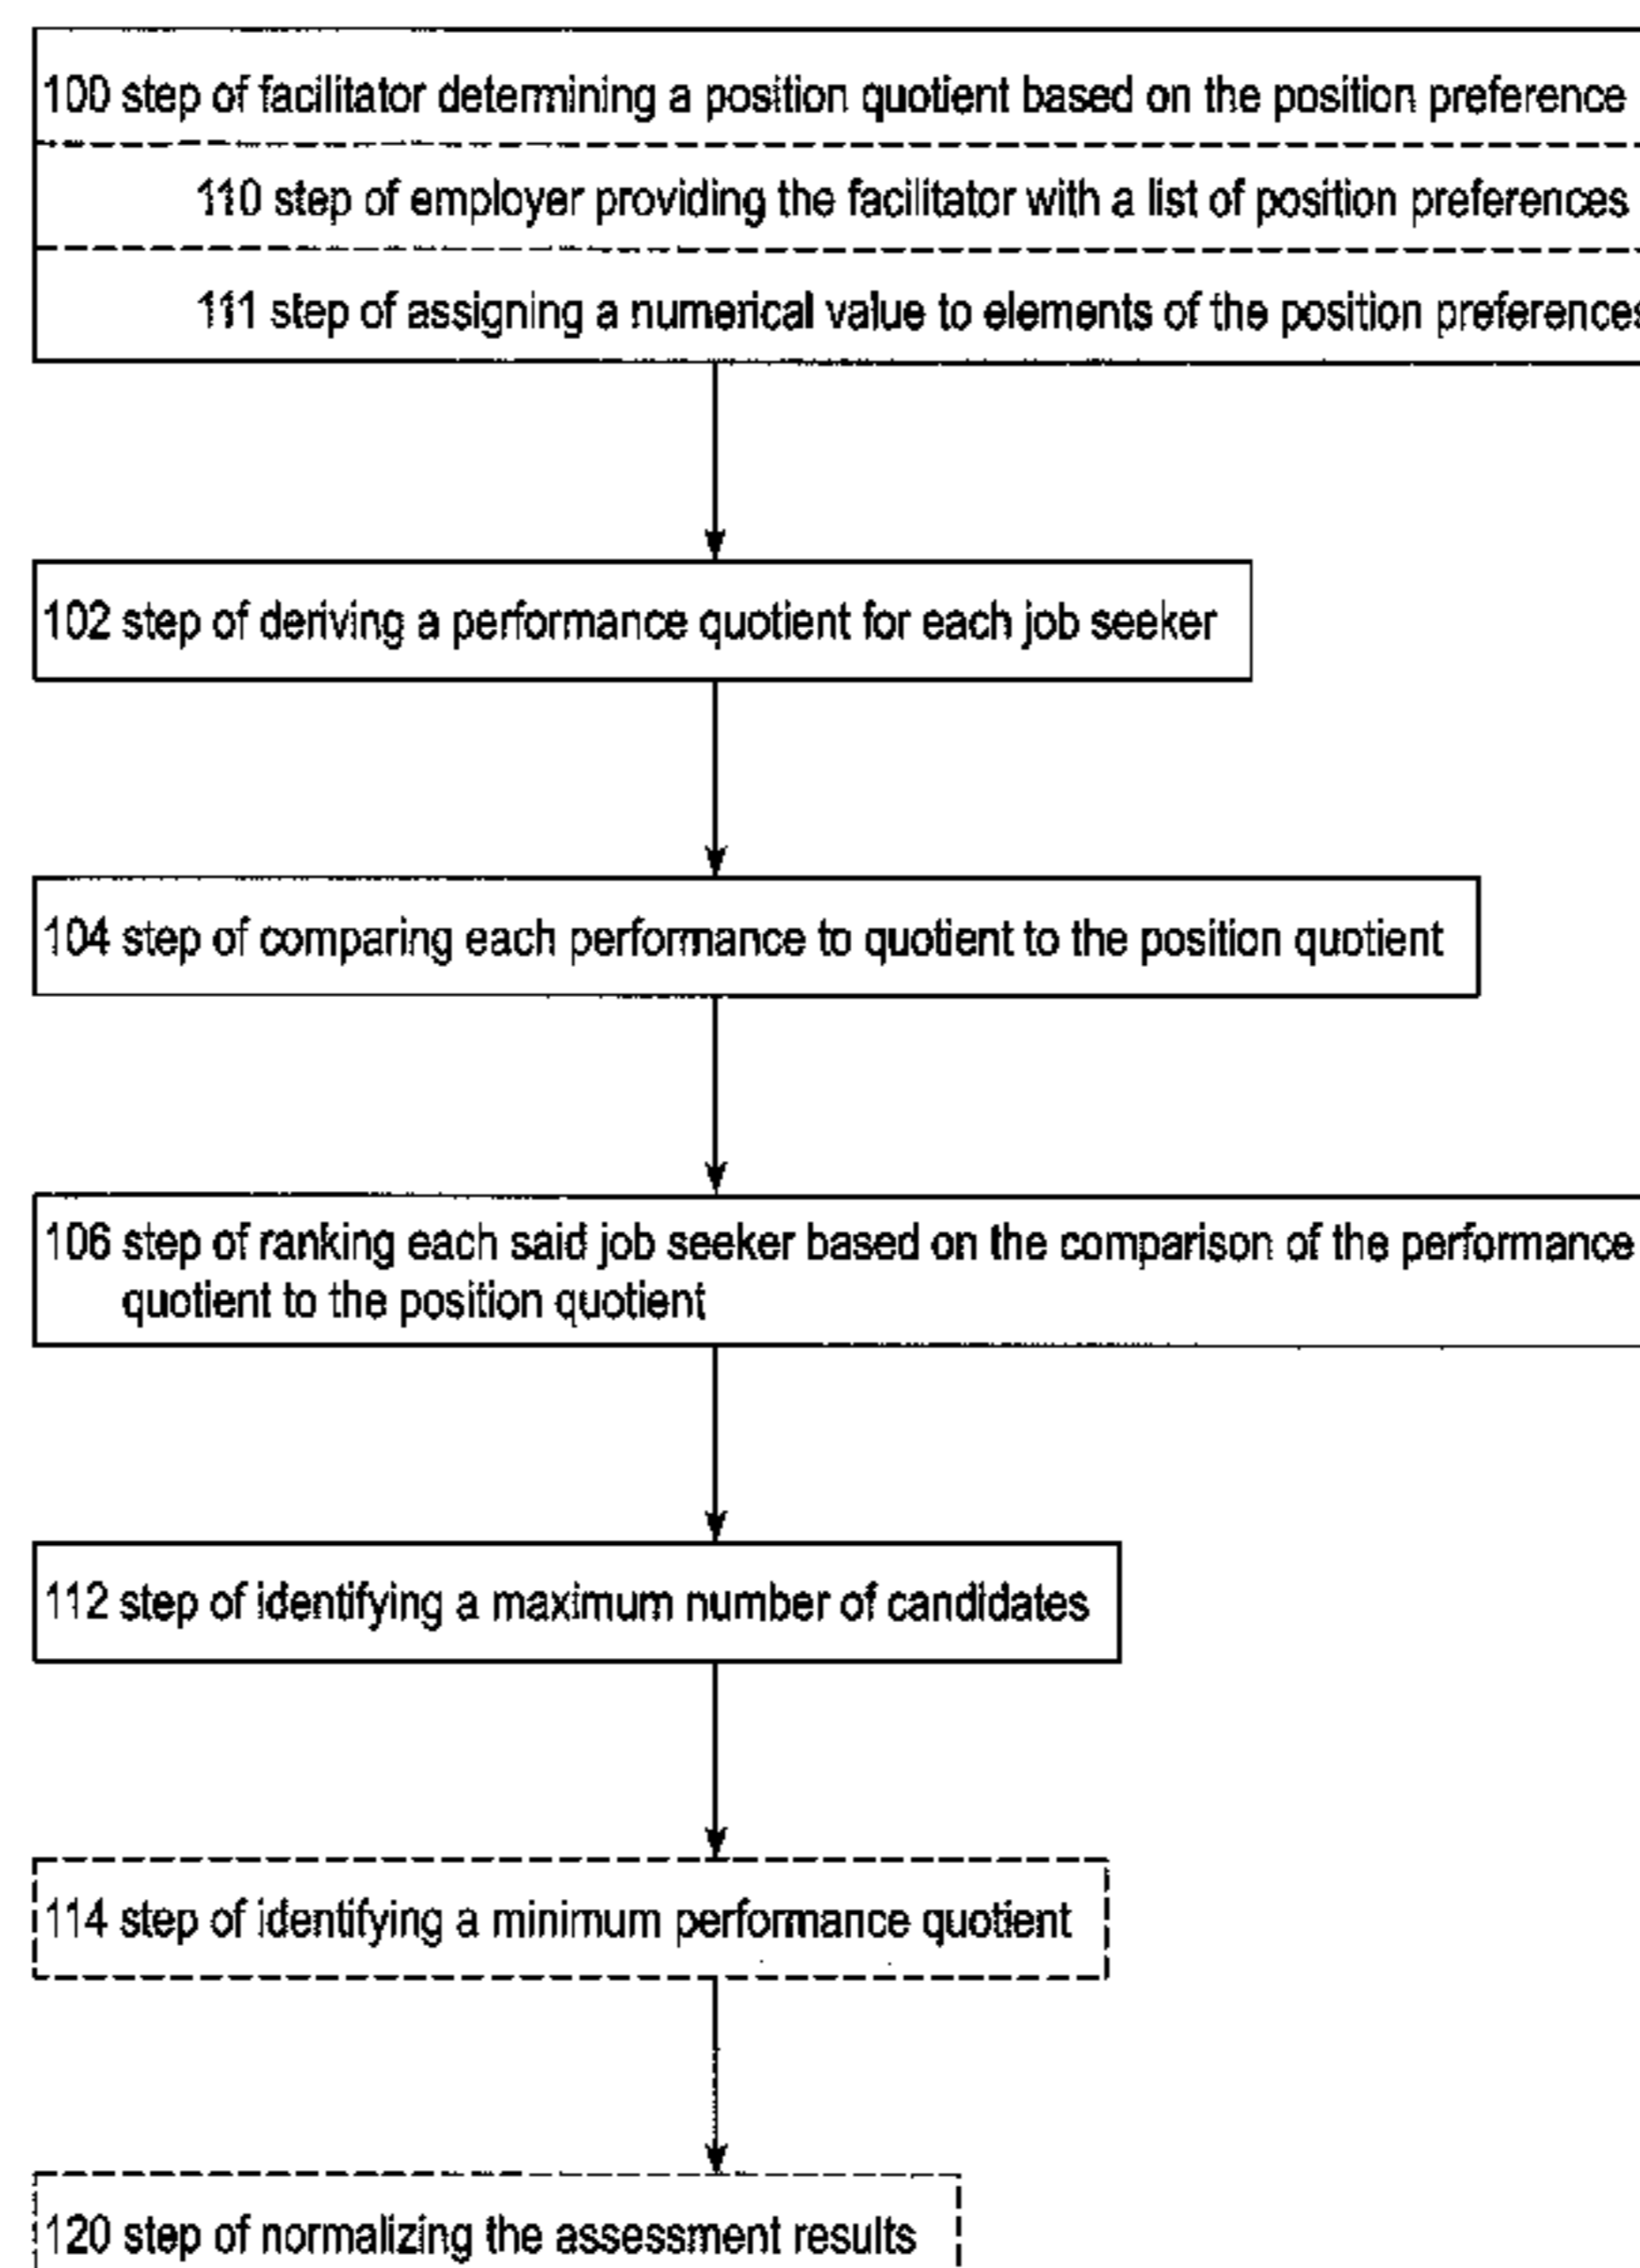 100 step of facilitator determining a position quotient based on the position preference
110 step of employer providing the facilitator with a list of position preferences
111 step of assigning a numerical value to elements of the position preferences
102 step of deriving a performance quotient for each job seeker
104 step of comparing each performance to quotient to the position quotient
106 step of ranking each said job seeker based on the comparison of the performance
quotient to the position quotient
112 step of identifying a maximum number of candidates
114 step of identifying a minimum performance quotient
120 step of normalizing the assessment results